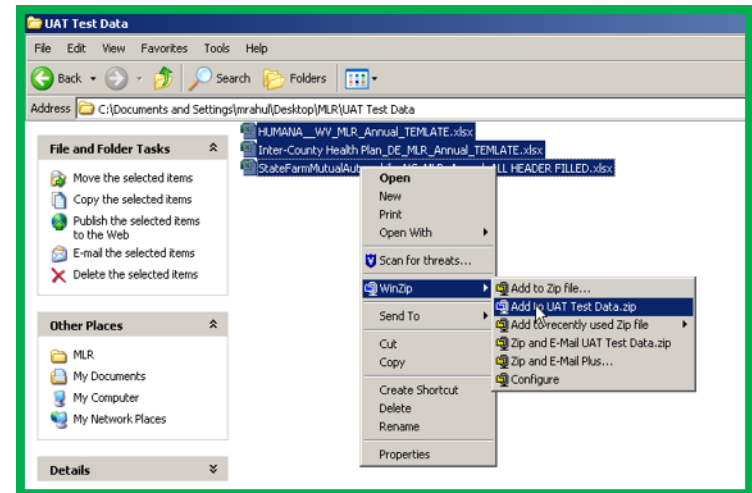 UAT Test Data
File Edit View Favorites Tools Help
Back Search Folders
Address C:\Documents and Settings\mrahul\Desktop\MLR\UAT Test Data
File and Folder Tasks
Move the selected items
Copy the selected items
Publish the selected items
to the Web
E-mail the selected items
Delete the selected items
Other Places
MLR
My Documents
My Computer
My Network Places
Details
HUMANA__WV_MLR_Annual_TEMLATE.xlsx
Inter-County Health Plan_DE_MLR_Annual_TEMLATE.xlsx
LL HEADER FILLED.xlsx
Open
New
Print
Open With
Scan for threats...
WinZip
Send To
Cut
Copy
Create Shortcut
Delete
Rename
Properties
Add to Zip file...
Add to UAT Test Data.zip
Add to recently used Zip file
Zip and E-Mail UAT Test Data.zip
Zip and E-Mail Plus...
Configure